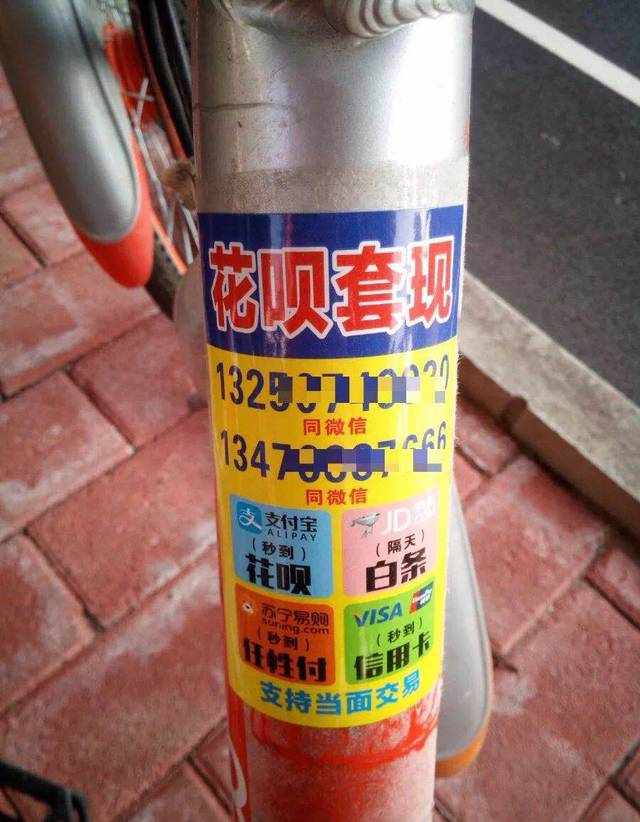 花呗套现
同微信
同微信
支付宝
ALIPAY
(秒到)
花呗
JD
(隔天)
白条
苏宁易购
suning.com
(秒到)
任性付
VISA
(秒到)
信用卡
支持当面交易